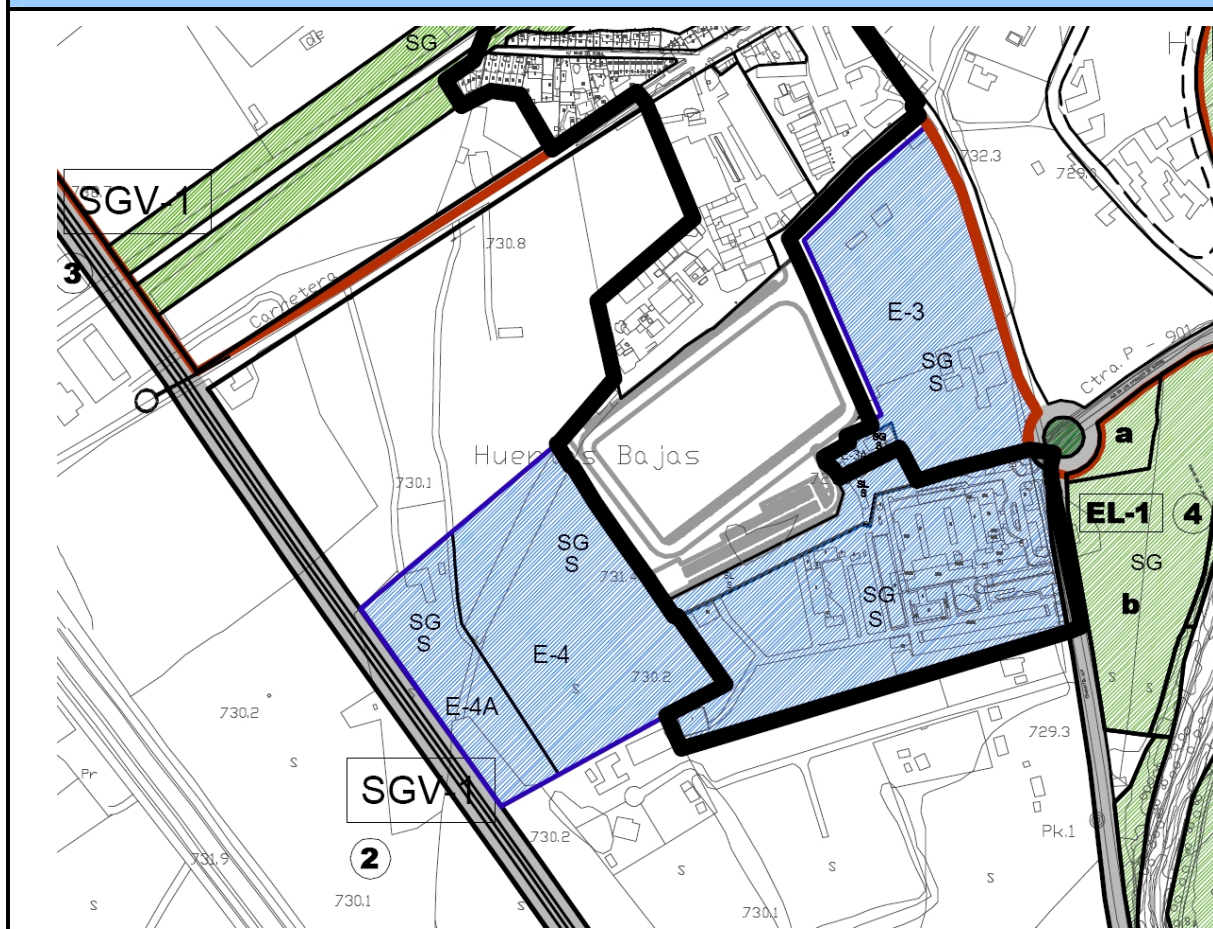 SG
732.3
SGV-1
3
730.8
Carretera
E-3
SG
S
Ctra. P - 901
a
Huertas Bajas
SG
S
SL
S
EL-1
4
730.1
SG
S
731.4
SG
b
SG
S
SG
S
E-4
S
730.2
S
S
E-4A
730.2
S
729.3
Pr
SGV-1
2
730.2
Pk.1
731.9
S
S
S
S
730.1
S
730.1